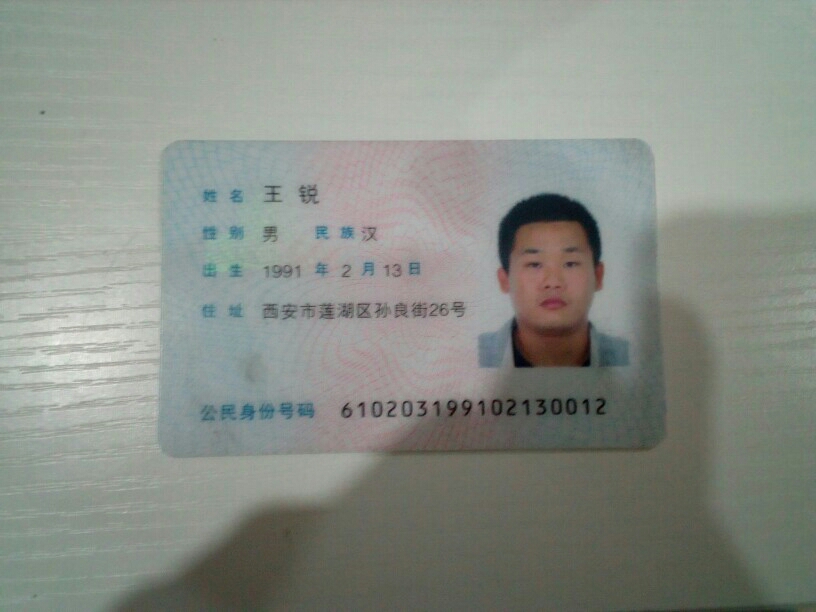 姓名 王锐
性别 男 民族 汉
出生 1991 年 2 月 13 日
住址 西安市莲湖区孙良街26号
公民身份号码 610203199102130012